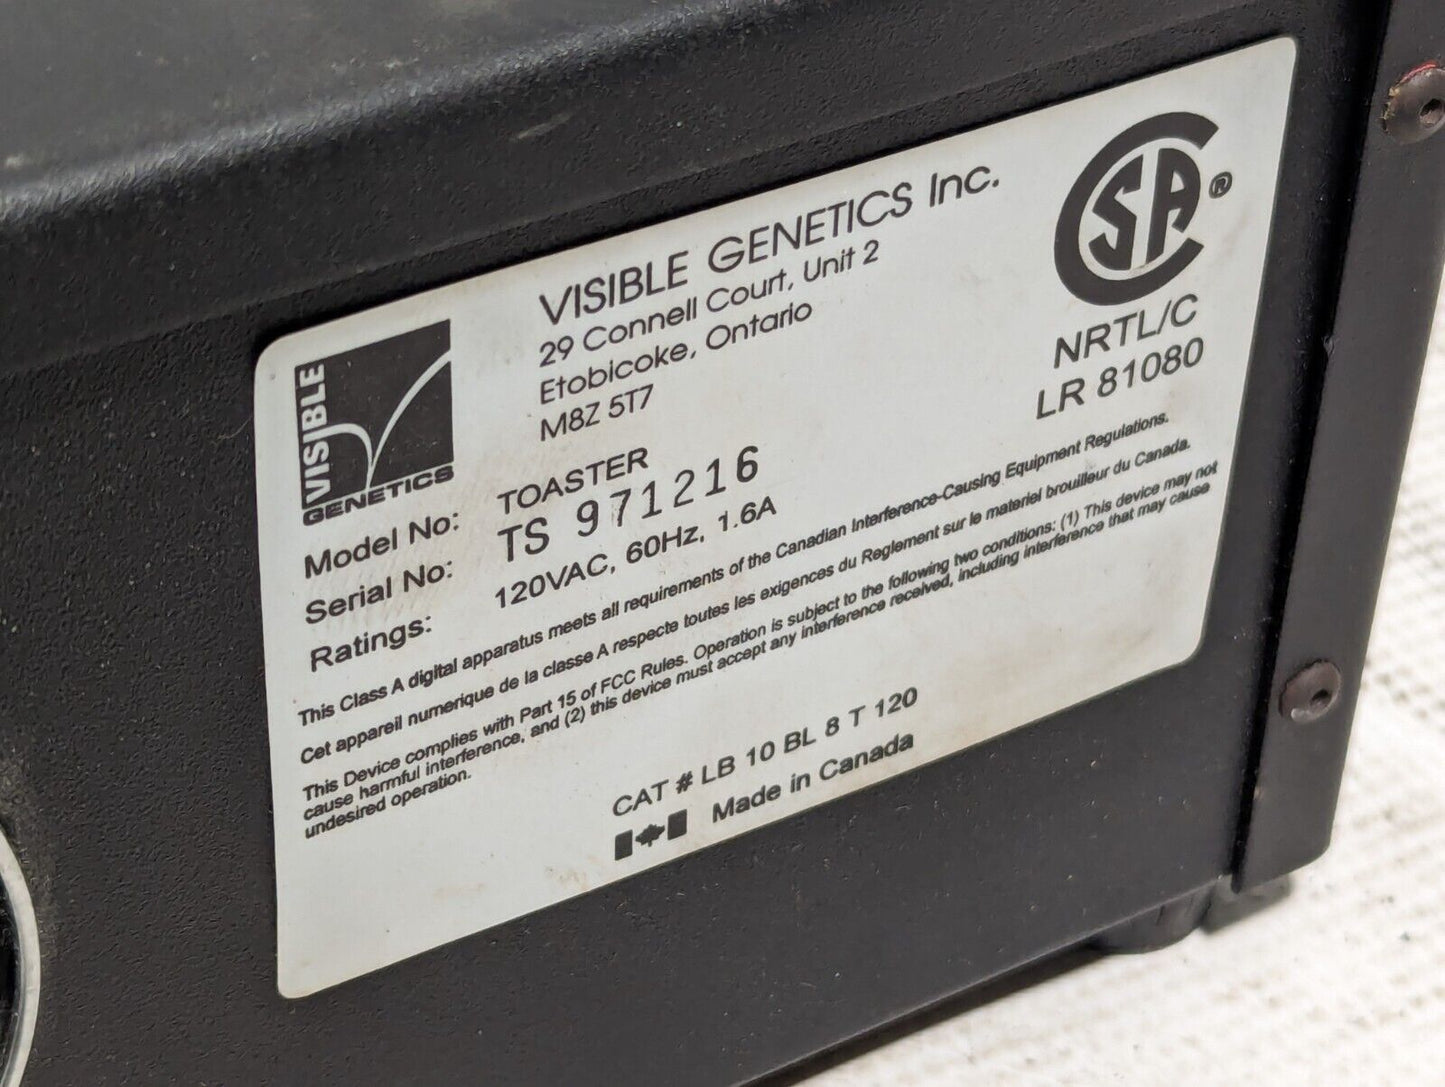 VISIBLE
GENETICS
VISIBLE GENETICS Inc.
29 Connell Court, Unit 2
Etobicoke, Ontario
M8Z 5T7
CSA®
NRTL/C
LR 81080
Model No: TOASTER
Serial No: TS 971216
Ratings: 120VAC, 60Hz, 1.6A
This Class A digital apparatus meets all requirements of the Canadian Interference-Causing Equipment Regulations.
Cet appareil numerique de la classe A respecte toutes les exigences du Reglement sur le materiel brouilleur du Canada.
This Device complies with Part 15 of FCC Rules. Operation is subject to the following two conditions: (1) This device may not
cause harmful interference, and (2) this device must accept any interference received, including interference that may cause
undesired operation.
CAT # LB 10 BL 8 T 120
Made in Canada